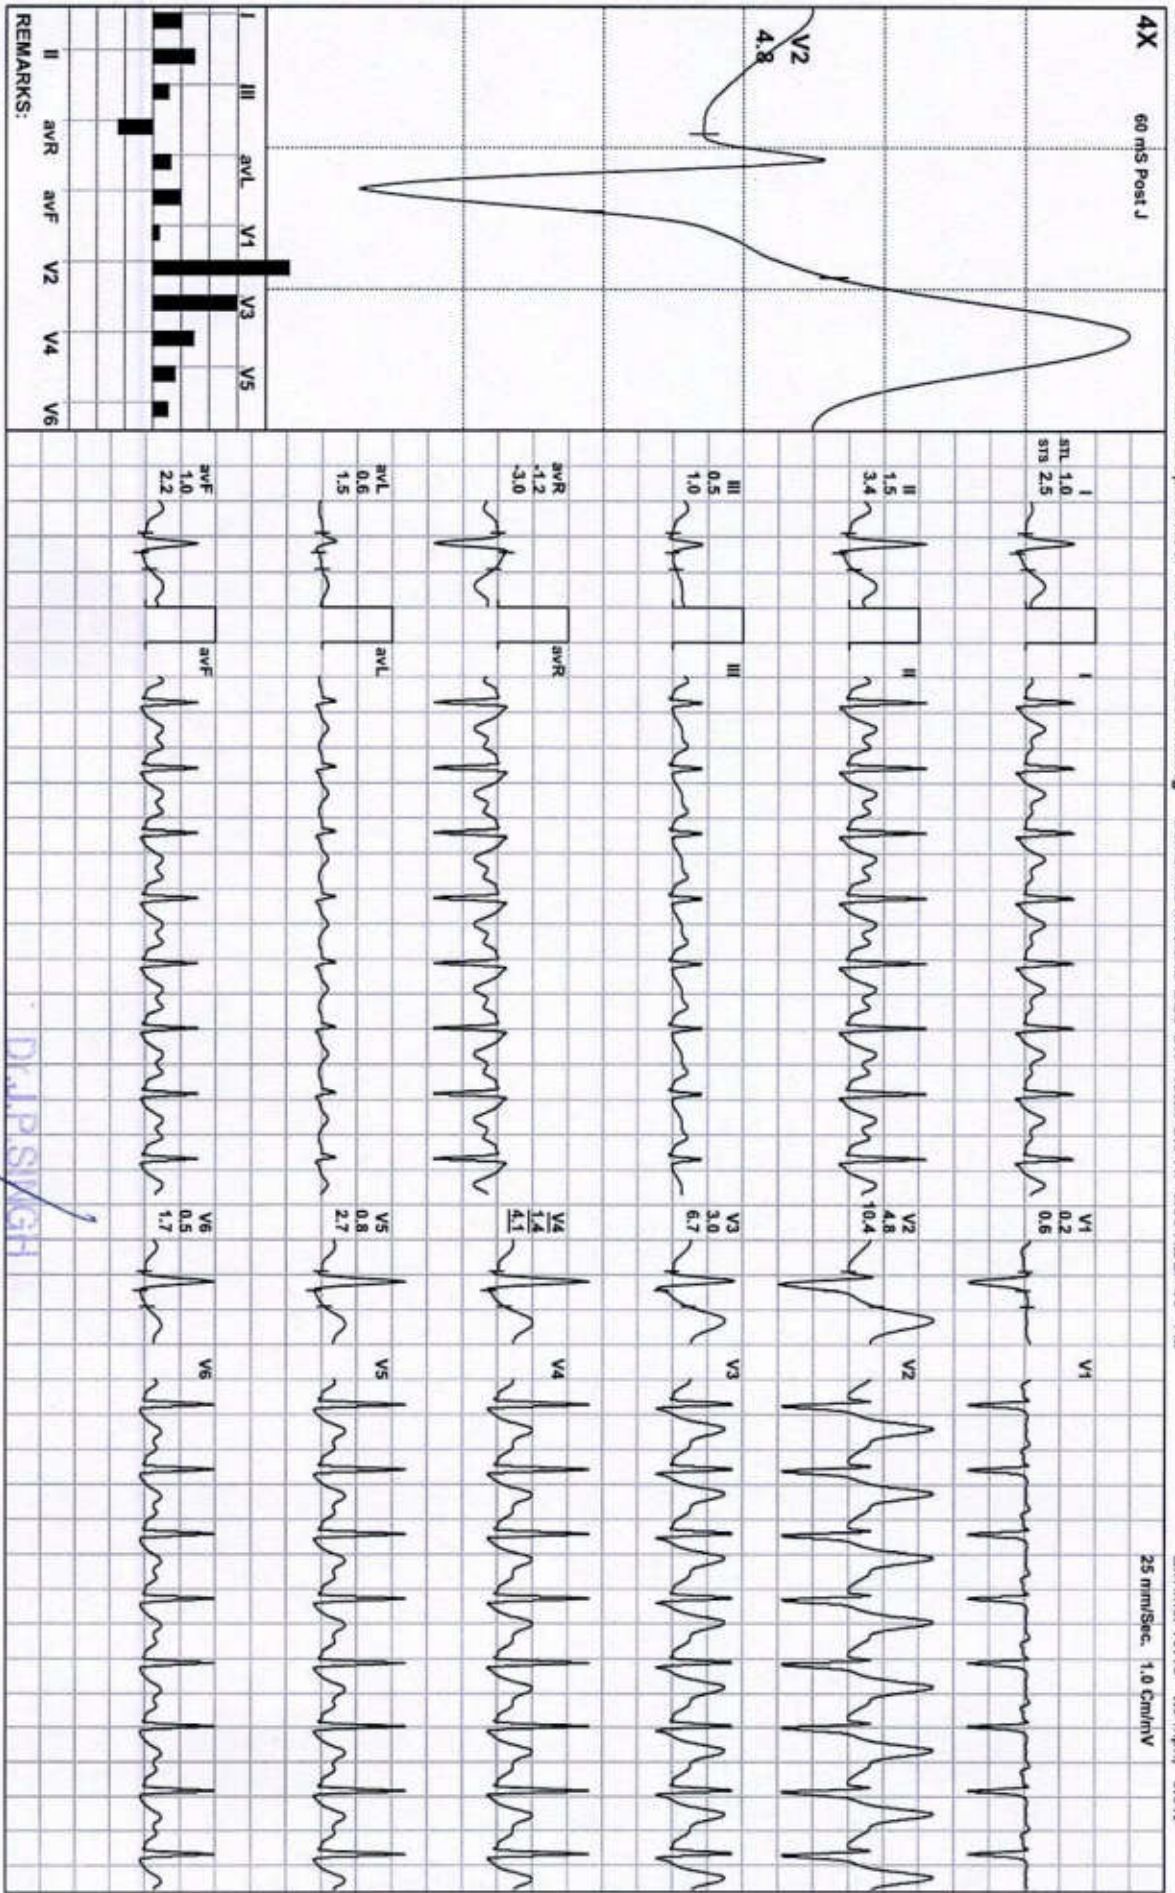 4X
60 mS Post J
V2
4.8
25 mm/Sec. 1.0 Cm/mV
I
STL 1.0
STS 2.5
I
V1
0.2
0.6
V1
II
1.5
3.4
II
V2
4.8
10.4
V2
III
0.5
1.0
III
V3
3.0
6.7
V3
avR
-1.2
-3.0
avR
V4
1.4
4.1
V4
avL
0.6
1.5
avL
V5
0.8
2.7
V5
avF
1.0
2.2
avF
V6
0.5
1.7
V6
I III avL V1 V3 V5
II avR avF V2 V4 V6
REMARKS:
Dr.J.P.SINGH